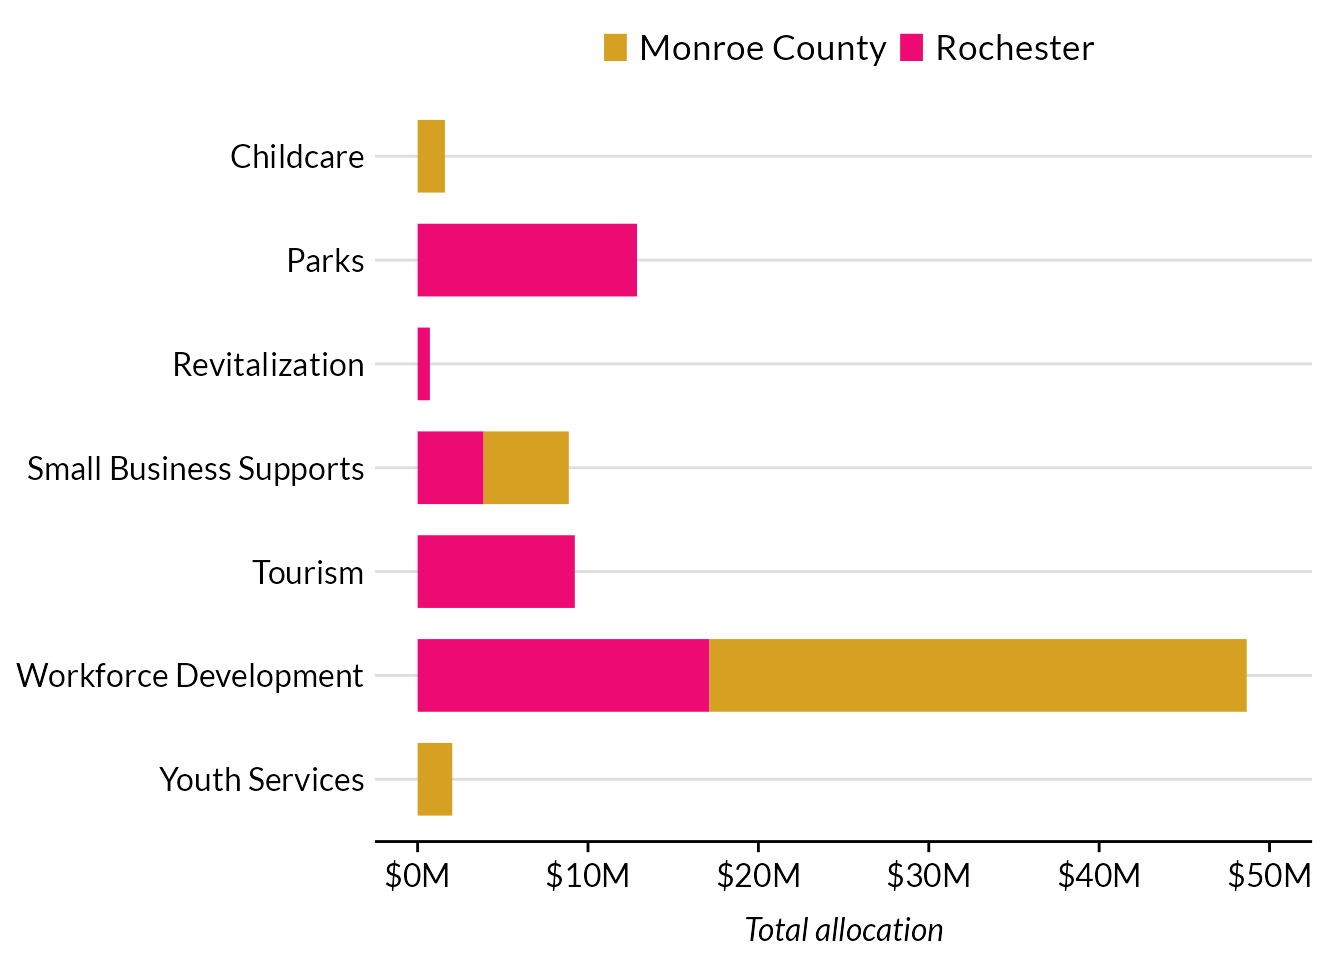 Monroe County Rochester
Childcare
Parks
Revitalization
Small Business Supports
Tourism
Workforce Development
Youth Services
$0M $10M $20M $30M $40M $50M
Total allocation